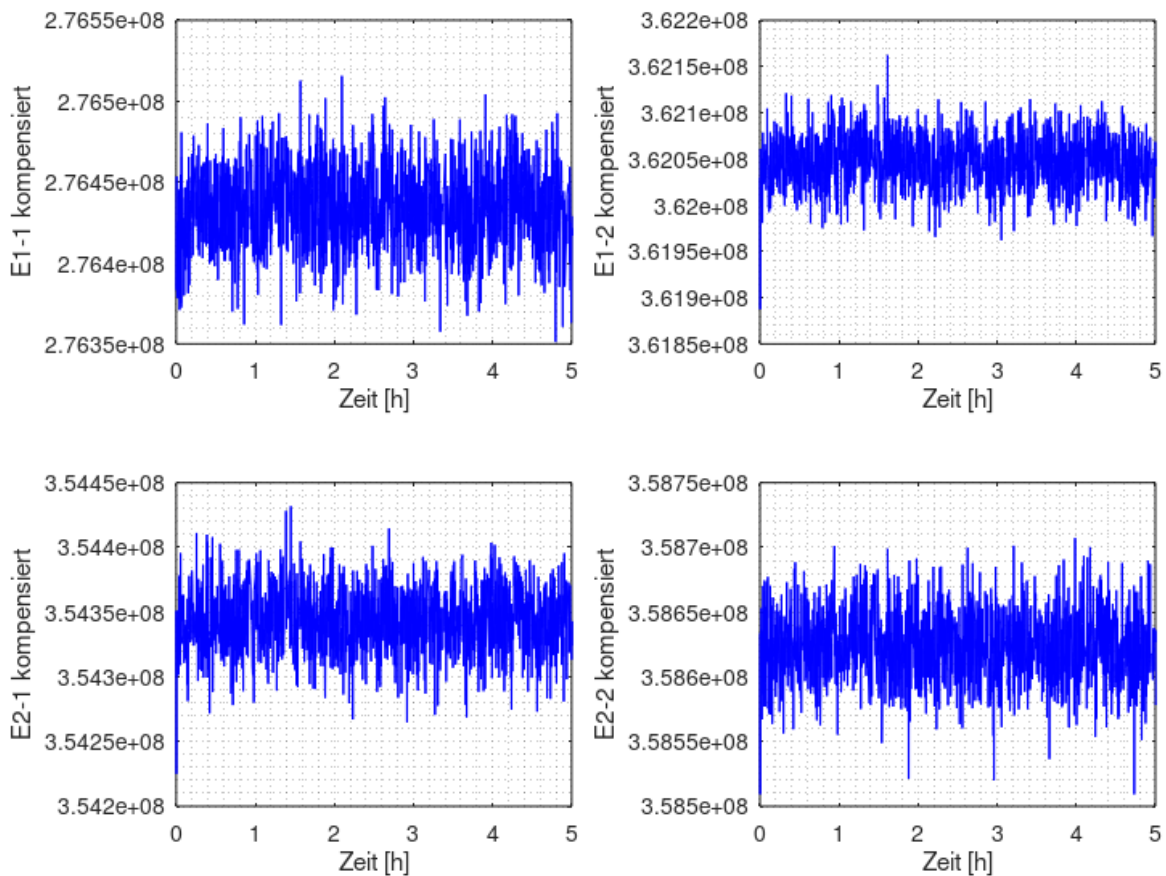 2.7655e+08
2.765e+08
2.7645e+08
2.764e+08
2.7635e+08
E1-1 kompensiert
0 1 2 3 4 5
Zeit [h]
3.622e+08
3.6215e+08
3.621e+08
3.6205e+08
3.62e+08
3.6195e+08
3.619e+08
3.6185e+08
E1-2 kompensiert
0 1 2 3 4 5
Zeit [h]
3.5445e+08
3.544e+08
3.5435e+08
3.543e+08
3.5425e+08
3.542e+08
E2-1 kompensiert
0 1 2 3 4 5
Zeit [h]
3.5875e+08
3.587e+08
3.5865e+08
3.586e+08
3.5855e+08
3.585e+08
E2-2 kompensiert
0 1 2 3 4 5
Zeit [h]